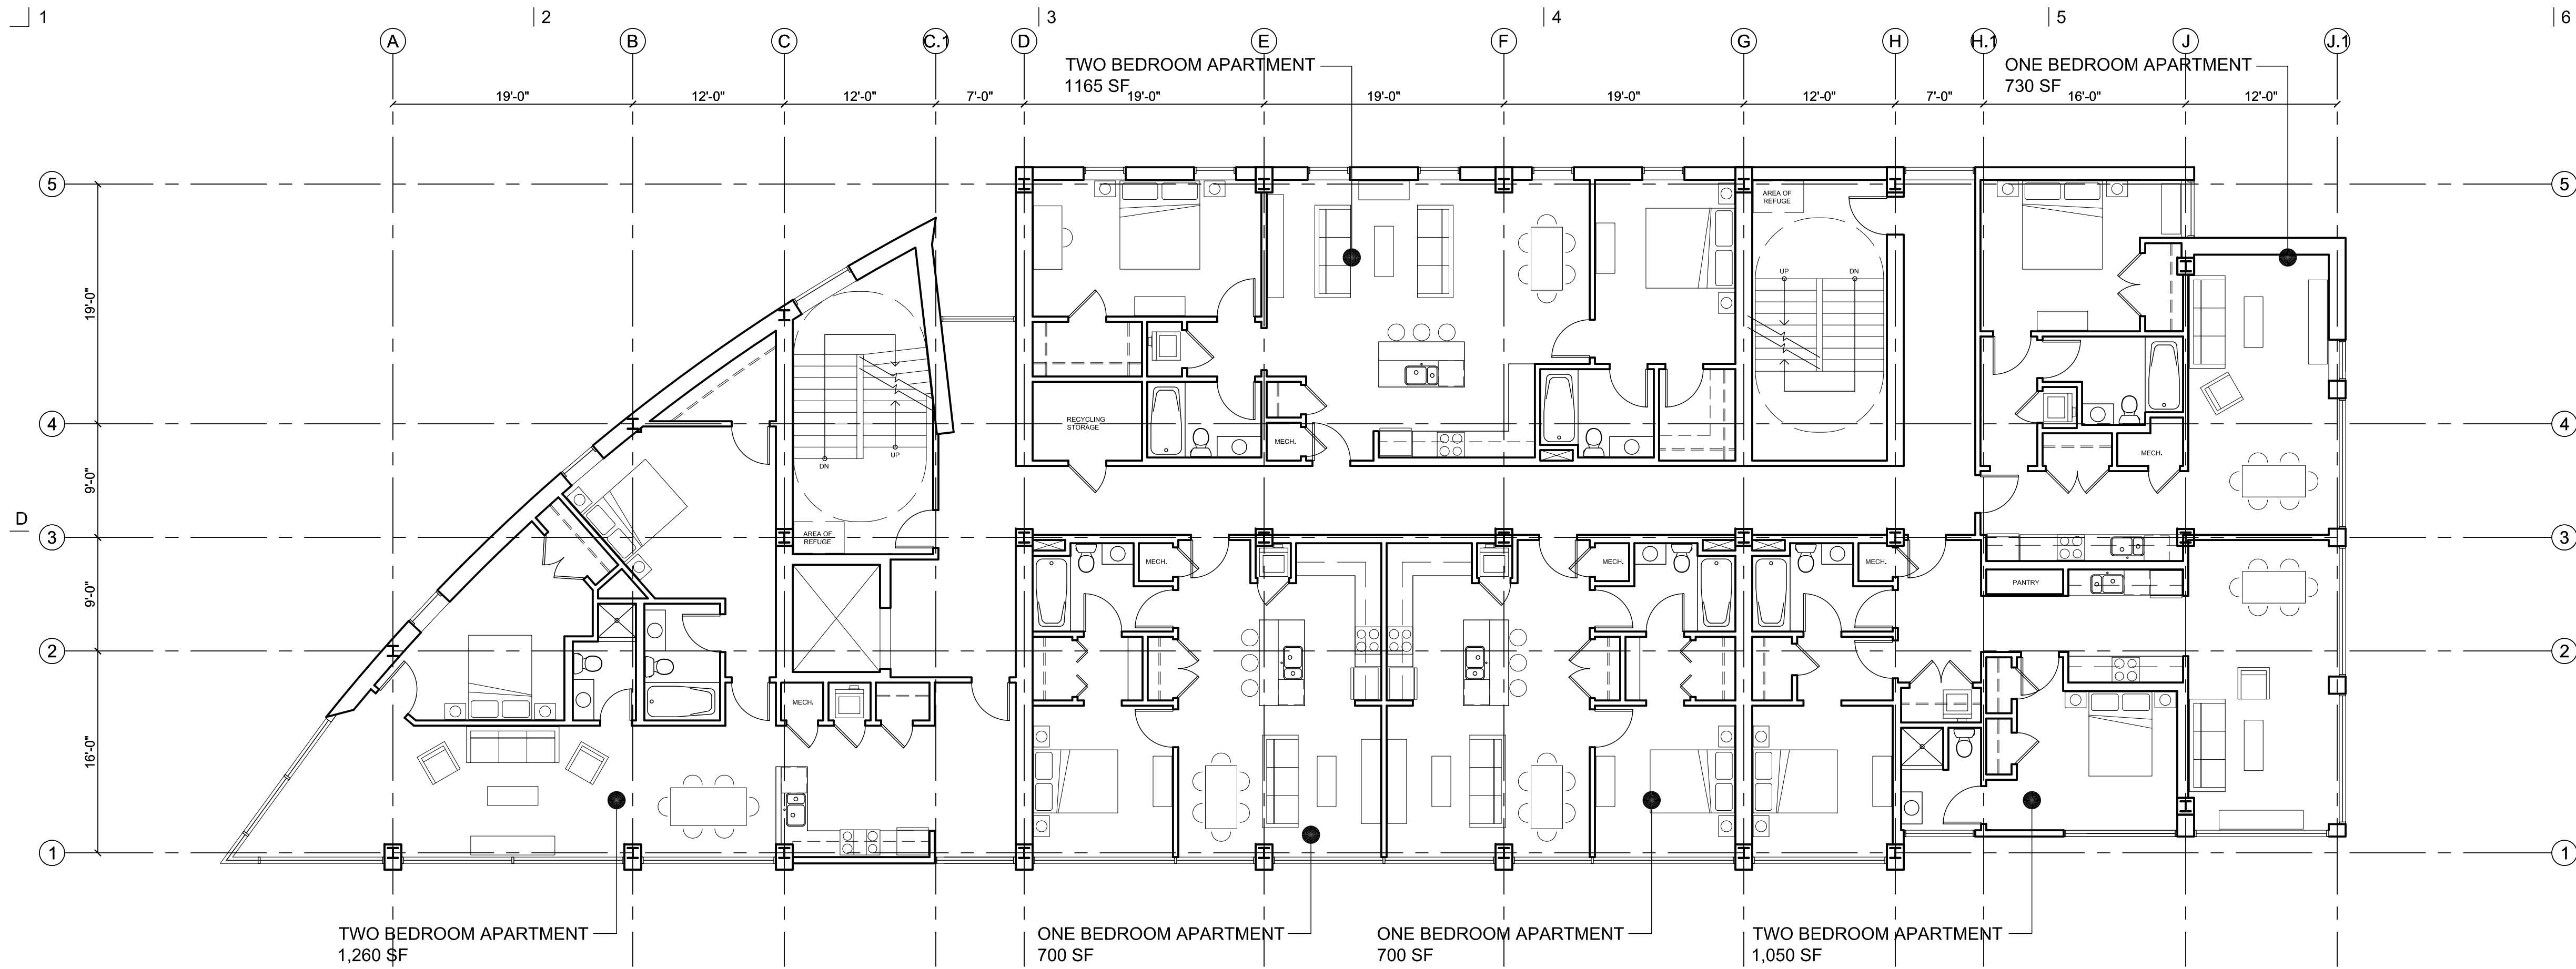 1 2 3 4 5 6
A B C C.1 D E F G H H.1 J J.1
TWO BEDROOM APARTMENT
1165 SF
ONE BEDROOM APARTMENT
730 SF
19'-0" 12'-0" 12'-0" 7'-0" 19'-0" 19'-0" 19'-0" 12'-0" 7'-0" 16'-0" 12'-0"
5 5
AREA OF
REFUGE
UP DN
19'-0"
RECYCLING
STORAGE
4 4
MECH.
MECH.
DN UP
9'-0"
D
AREA OF
REFUGE
3 3
MECH. MECH. MECH.
PANTRY
9'-0"
2 2
MECH.
16'-0"
1 1
TWO BEDROOM APARTMENT
1,260 SF
ONE BEDROOM APARTMENT
700 SF
ONE BEDROOM APARTMENT
700 SF
TWO BEDROOM APARTMENT
1,050 SF